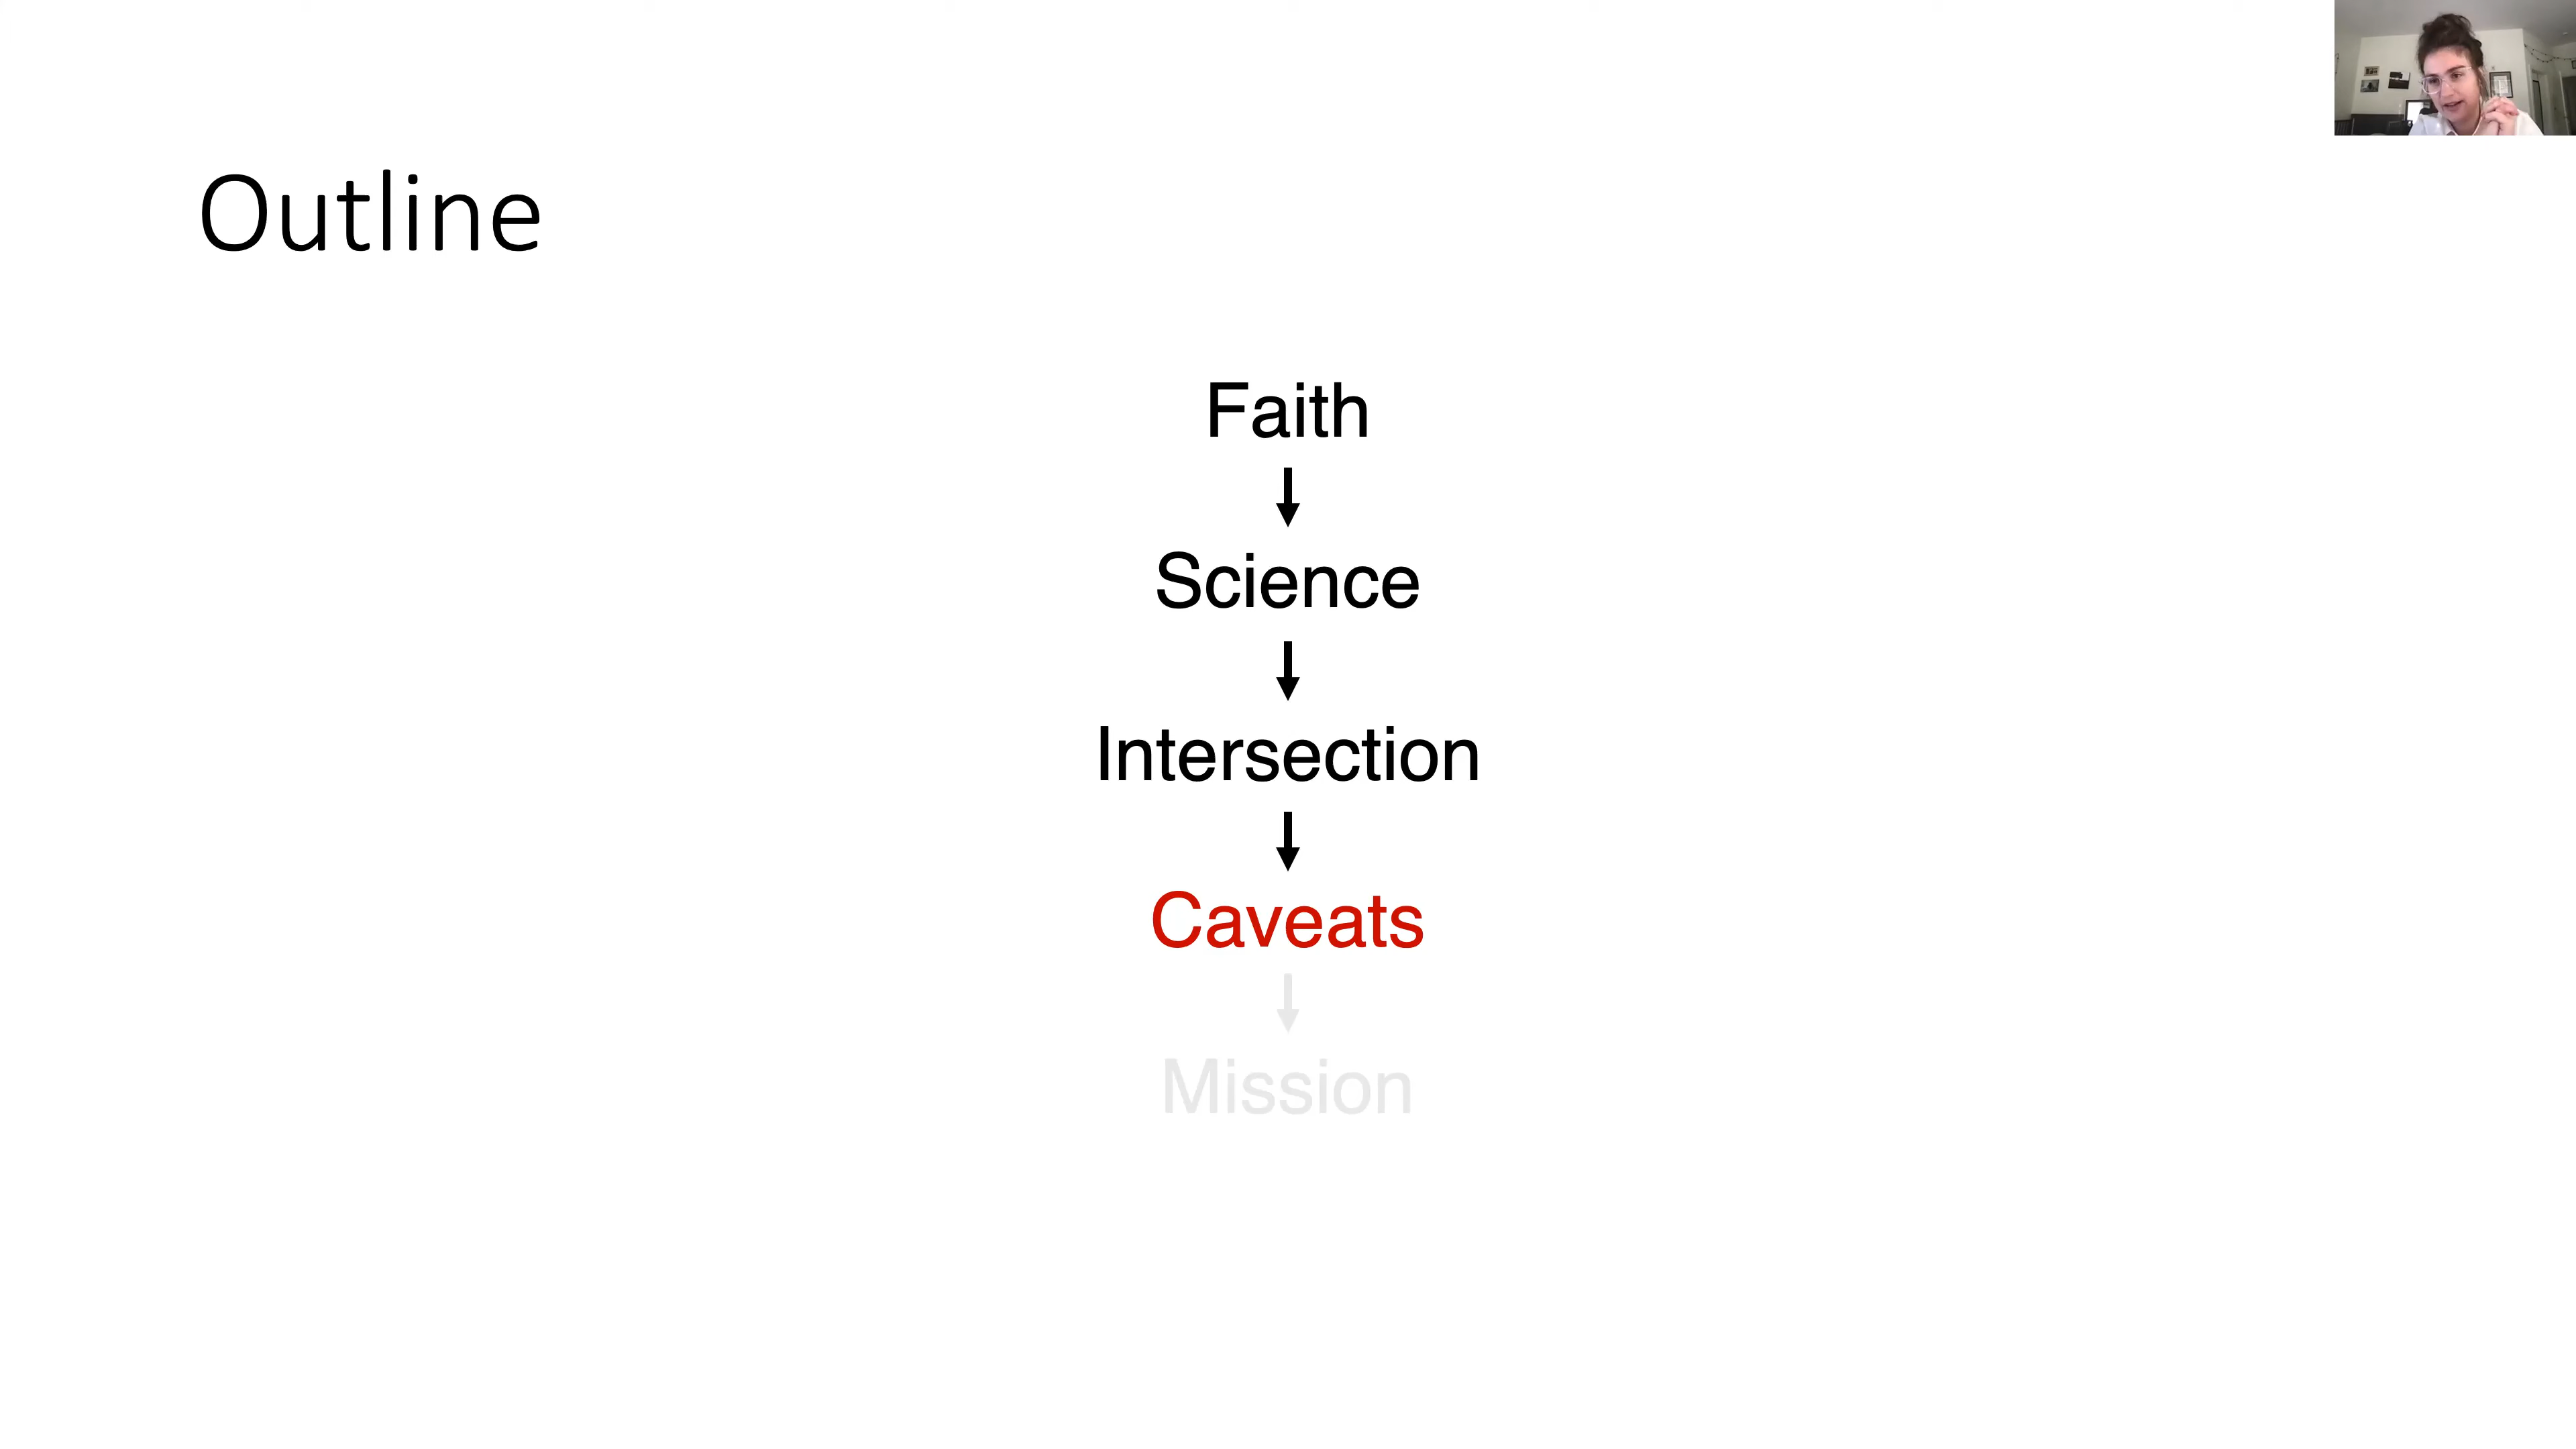 Outline
Faith
Science
Intersection
Caveats
Mission